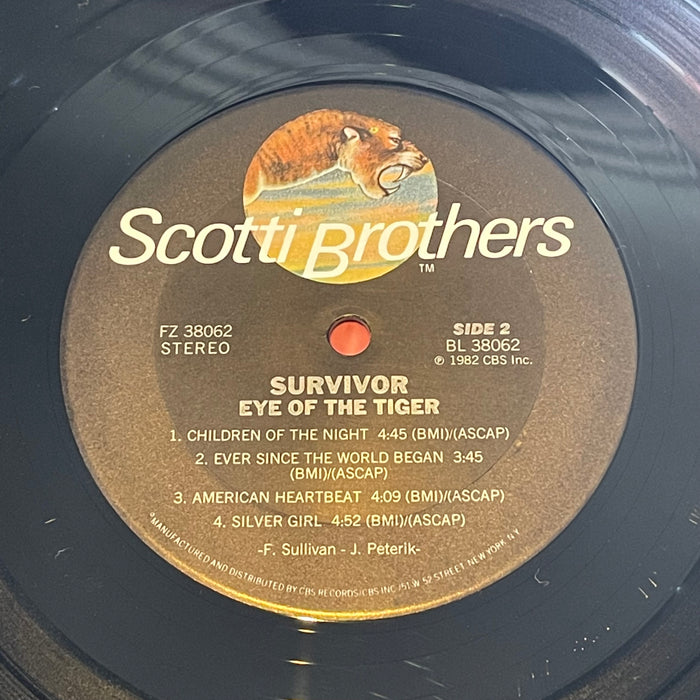 Scotti Brothers
TM
FZ 38062
STEREO
SIDE 2
BL 38062
℗ 1982 CBS Inc.
SURVIVOR
EYE OF THE TIGER
1. CHILDREN OF THE NIGHT 4:45 (BMI)/(ASCAP)
2. EVER SINCE THE WORLD BEGAN 3:45
(BMI)/(ASCAP)
3. AMERICAN HEARTBEAT 4:09 (BMI)/(ASCAP)
4. SILVER GIRL 4:52 (BMI)/(ASCAP)
-F. Sullivan - J. Peterik-
MANUFACTURED AND DISTRIBUTED BY CBS RECORDS/CBS INC./51 W. 52 STREET, NEW YORK, N.Y.